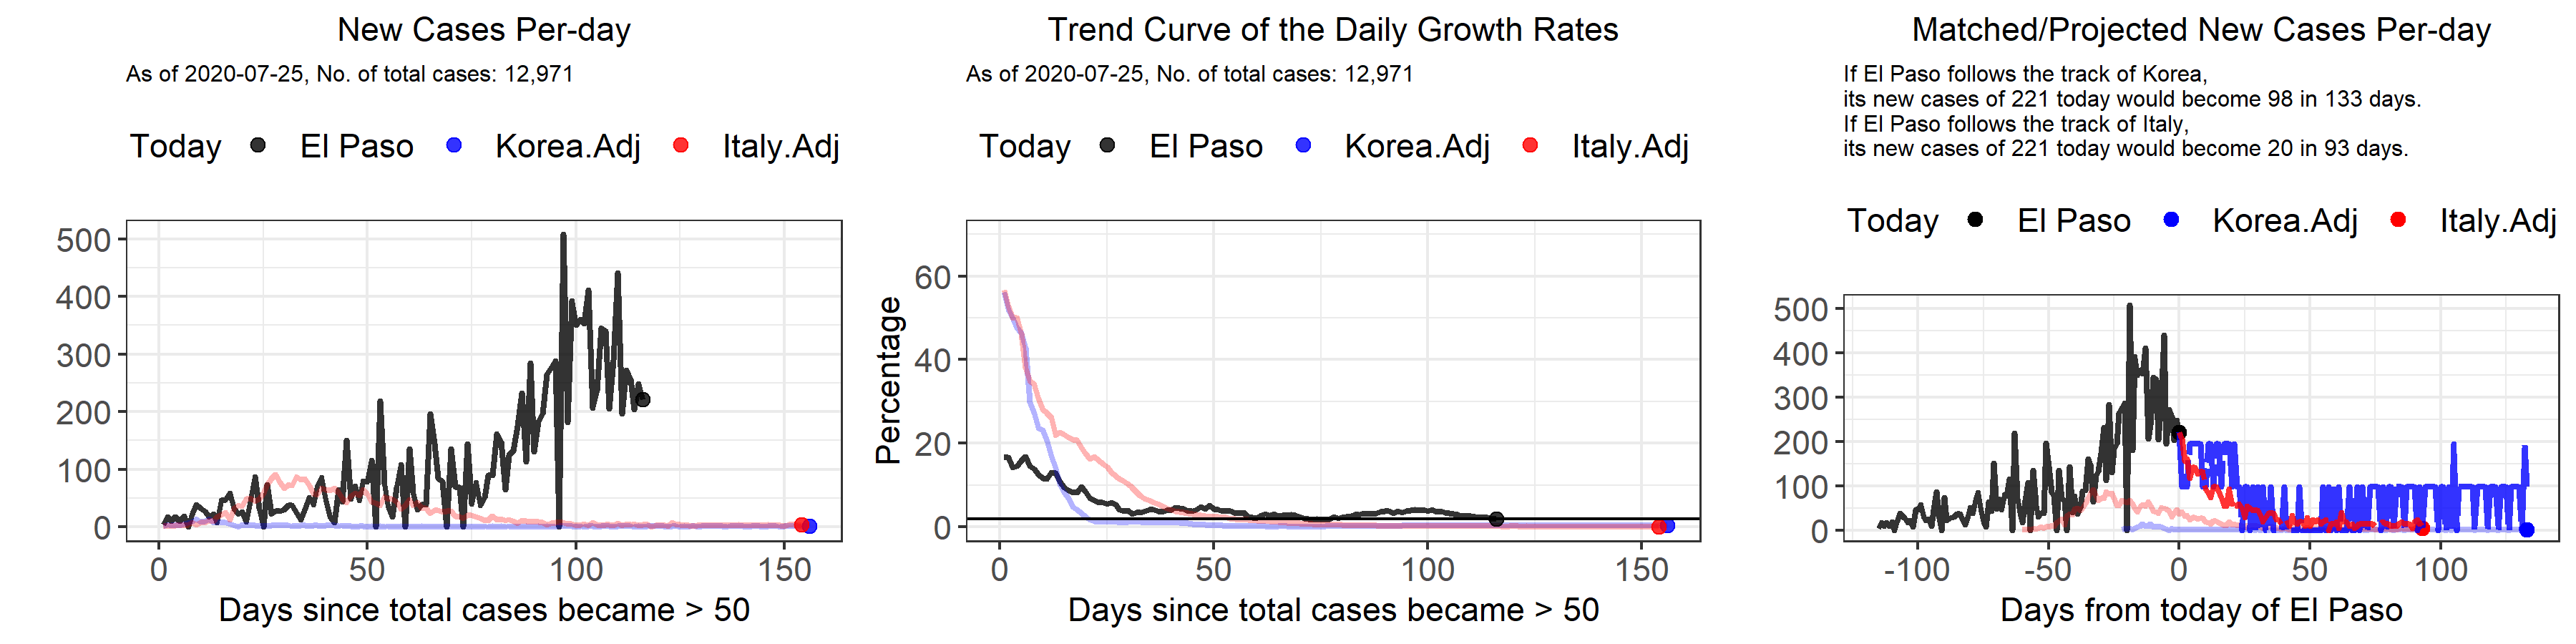 New Cases Per-day
As of 2020-07-25, No. of total cases: 12,971
Today El Paso Korea.Adj Italy.Adj
500
400
300
200
100
0
0 50 100 150
Days since total cases became > 50
Trend Curve of the Daily Growth Rates
As of 2020-07-25, No. of total cases: 12,971
Today El Paso Korea.Adj Italy.Adj
Percentage
60
40
20
0
0 50 100 150
Days since total cases became > 50
Matched/Projected New Cases Per-day
If El Paso follows the track of Korea,
its new cases of 221 today would become 98 in 133 days.
If El Paso follows the track of Italy,
its new cases of 221 today would become 20 in 93 days.
Today El Paso Korea.Adj Italy.Adj
500
400
300
200
100
0
-100 -50 0 50 100
Days from today of El Paso